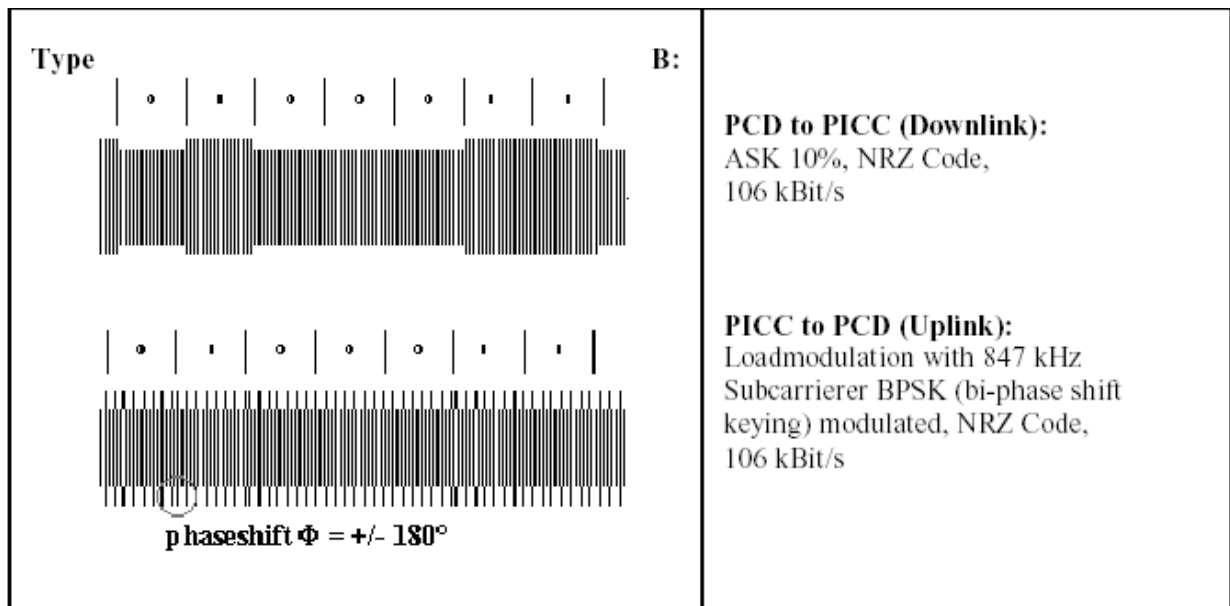 Type B:
0 1 0 0 0 1 1
PCD to PICC (Downlink):
ASK 10%, NRZ Code,
106 kBit/s
0 1 0 0 0 1 1
PICC to PCD (Uplink):
Loadmodulation with 847 kHz
Subcarrierer BPSK (bi-phase shift
keying) modulated, NRZ Code,
106 kBit/s
phaseshift Φ = +/- 180°